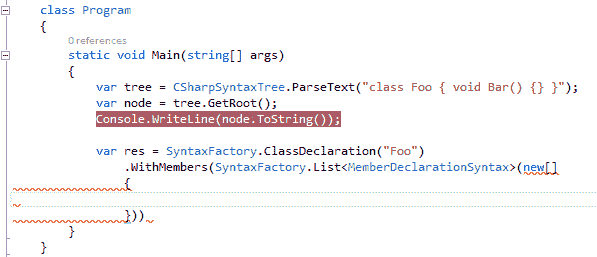 class Program
{
0 references
static void Main(string[] args)
{
var tree = CSharpSyntaxTree.ParseText("class Foo { void Bar() {} }");
var node = tree.GetRoot();
Console.WriteLine(node.ToString());
var res = SyntaxFactory.ClassDeclaration("Foo")
.WithMembers(SyntaxFactory.List<MemberDeclarationSyntax>(new[]
{
}))
}
}